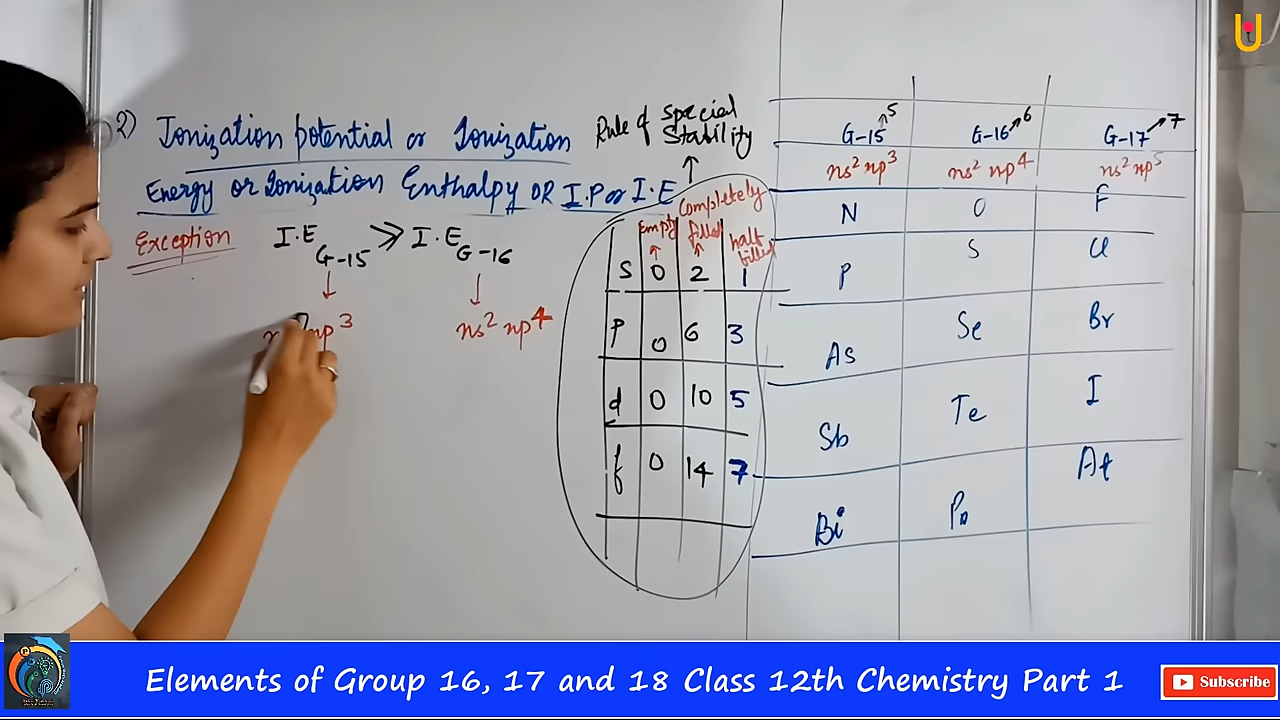 2) Ionization potential or Ionization
Energy or Ionization Enthalpy OR I.P or I.E
Exception I.E G-15 >> I.E G-16
ns² np³ ns² np⁴
Rule of Special
Stability
Empty Completely filled half filled
S 0 2 1
p 0 6 3
d 0 10 5
f 0 14 7
G-15 5 G-16 6 G-17 7
ns² np³ ns² np⁴ ns² np⁵
N O F
P S Cl
As Se Br
Sb Te I
Bi Po At
U
Elements of Group 16, 17 and 18 Class 12th Chemistry Part 1
Subscribe